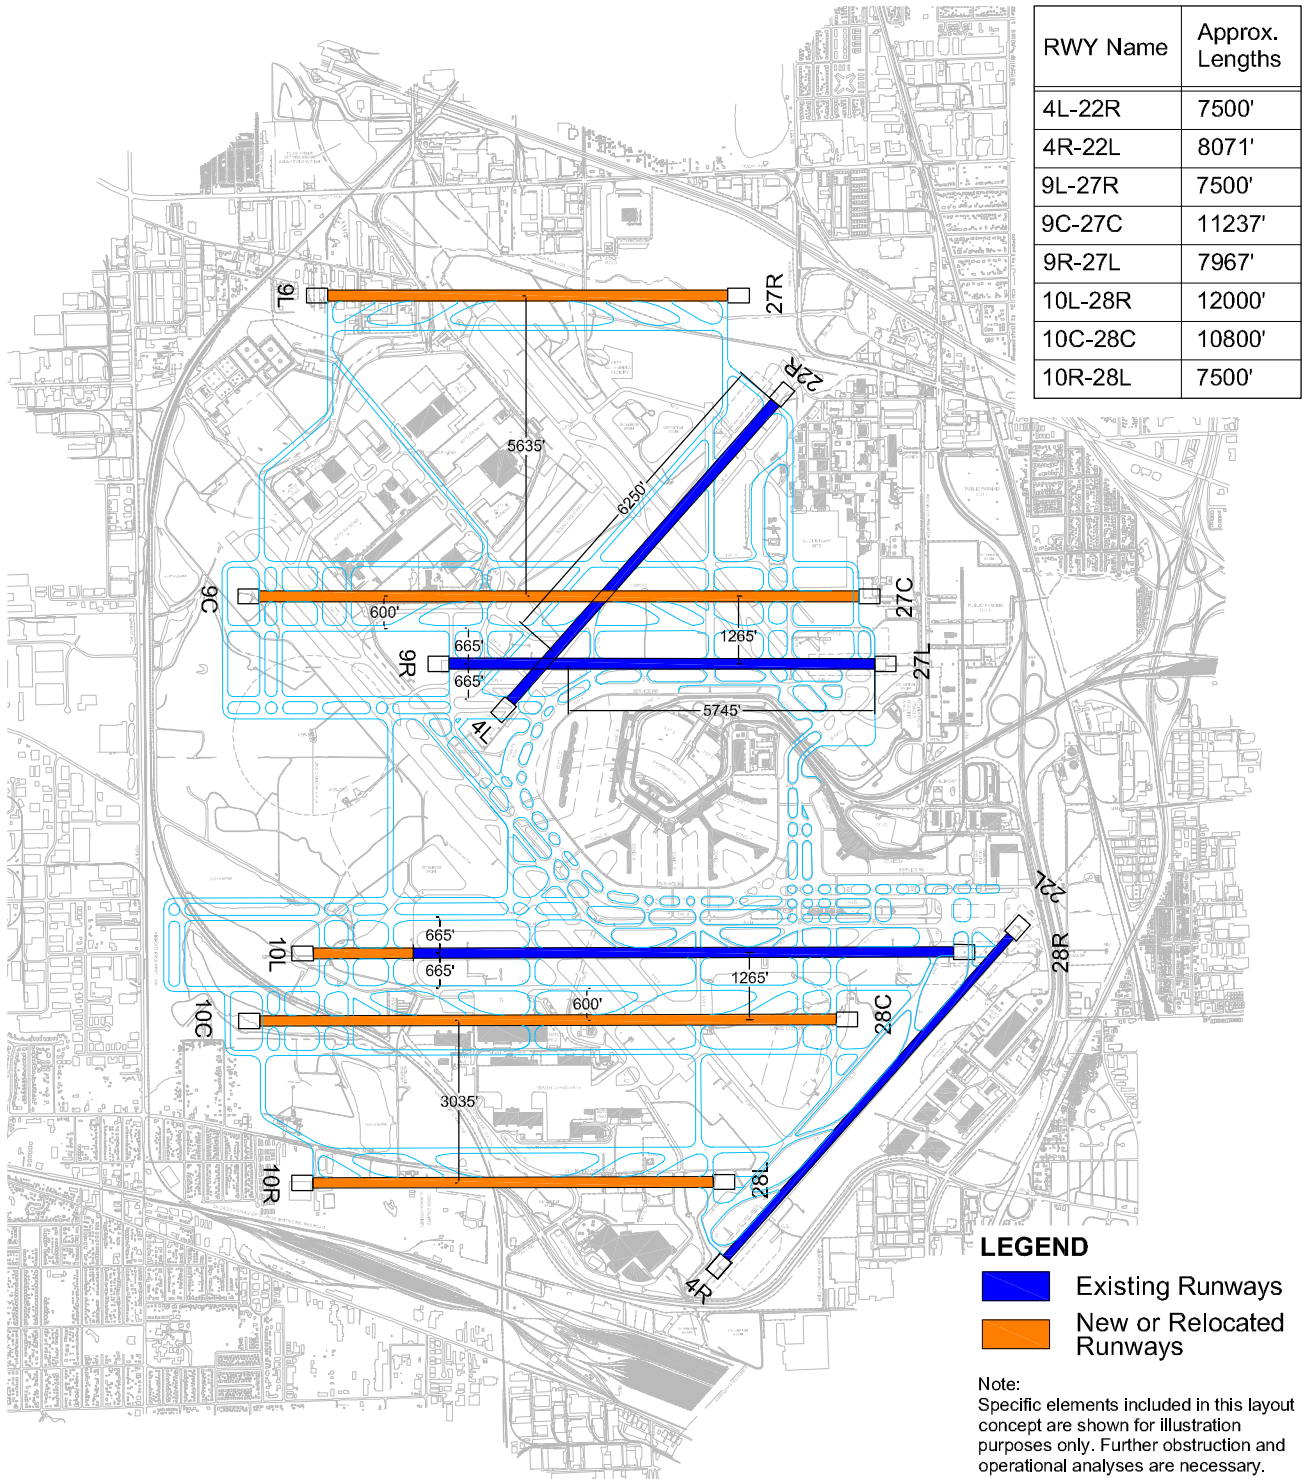 RWY Name
Approx.
Lengths
4L-22R
7500'
4R-22L
8071'
9L-27R
7500'
9C-27C
11237'
9R-27L
7967'
10L-28R
12000'
10C-28C
10800'
10R-28L
7500'
9L
27R
22R
5635'
6250'
9C
27C
600'
1265'
665'
9R
27L
665'
5745'
4L
22L
665'
10L
28R
665'
1265'
600'
10C
28C
3035'
10R
28L
4R
LEGEND
Existing Runways
New or Relocated
Runways
Note:
Specific elements included in this layout
concept are shown for illustration
purposes only. Further obstruction and
operational analyses are necessary.